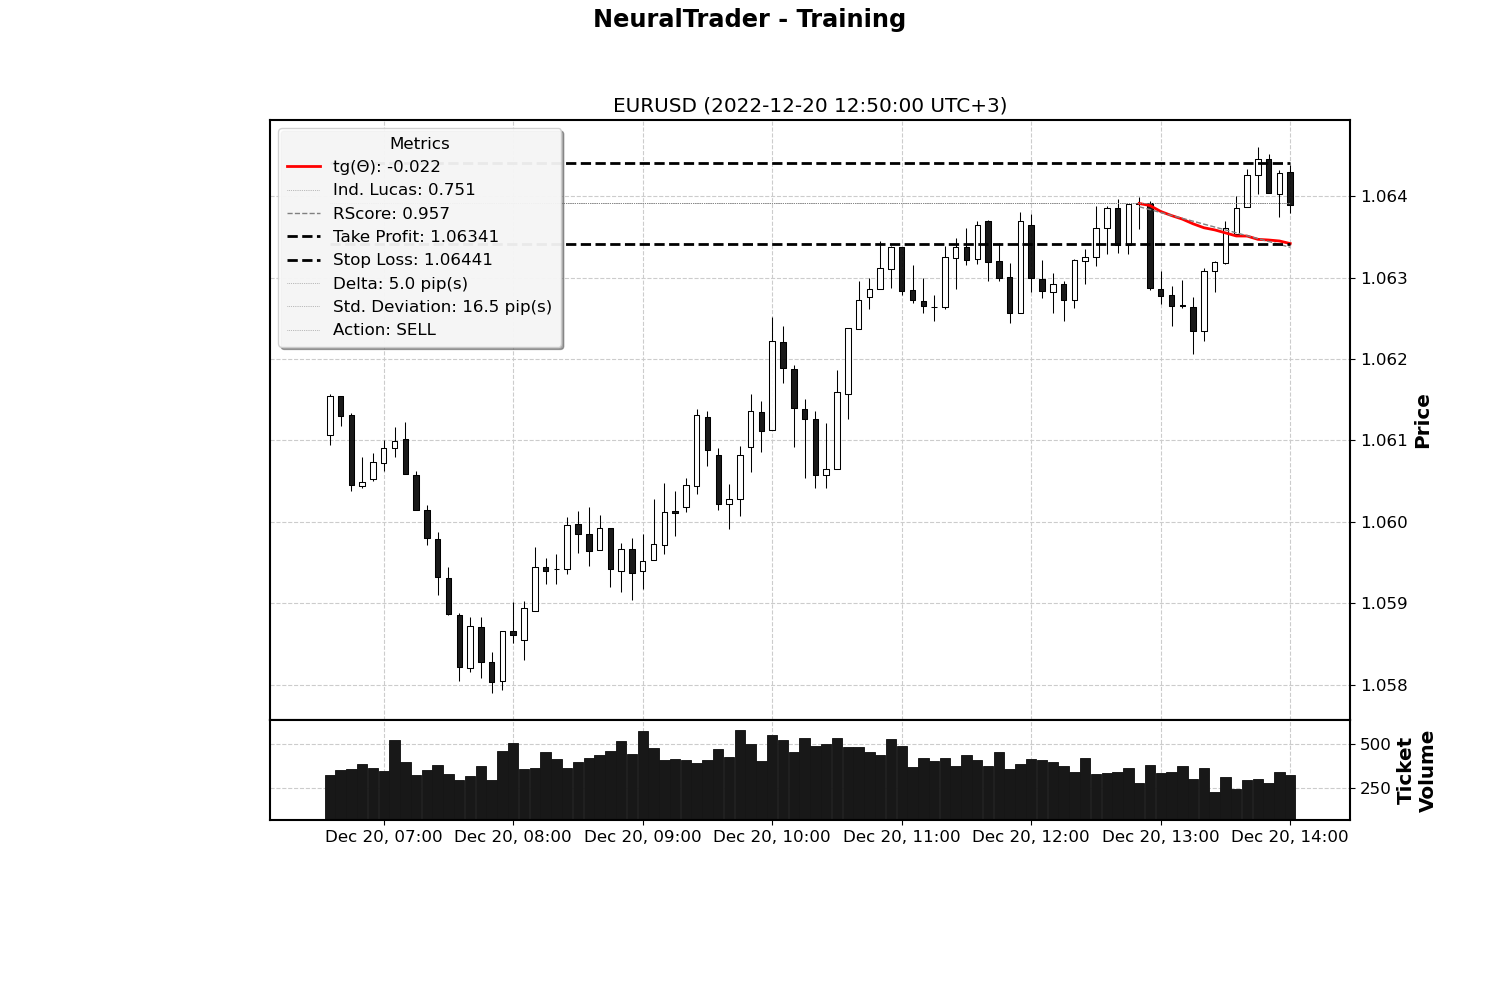 NeuralTrader - Training
EURUSD (2022-12-20 12:50:00 UTC+3)
Metrics
tg(Θ): -0.022
Ind. Lucas: 0.751
RScore: 0.957
Take Profit: 1.06341
Stop Loss: 1.06441
Delta: 5.0 pip(s)
Std. Deviation: 16.5 pip(s)
Action: SELL
1.064
1.063
1.062
1.061
1.060
1.059
1.058
Price
500
250
Ticket
Volume
Dec 20, 07:00
Dec 20, 08:00
Dec 20, 09:00
Dec 20, 10:00
Dec 20, 11:00
Dec 20, 12:00
Dec 20, 13:00
Dec 20, 14:00